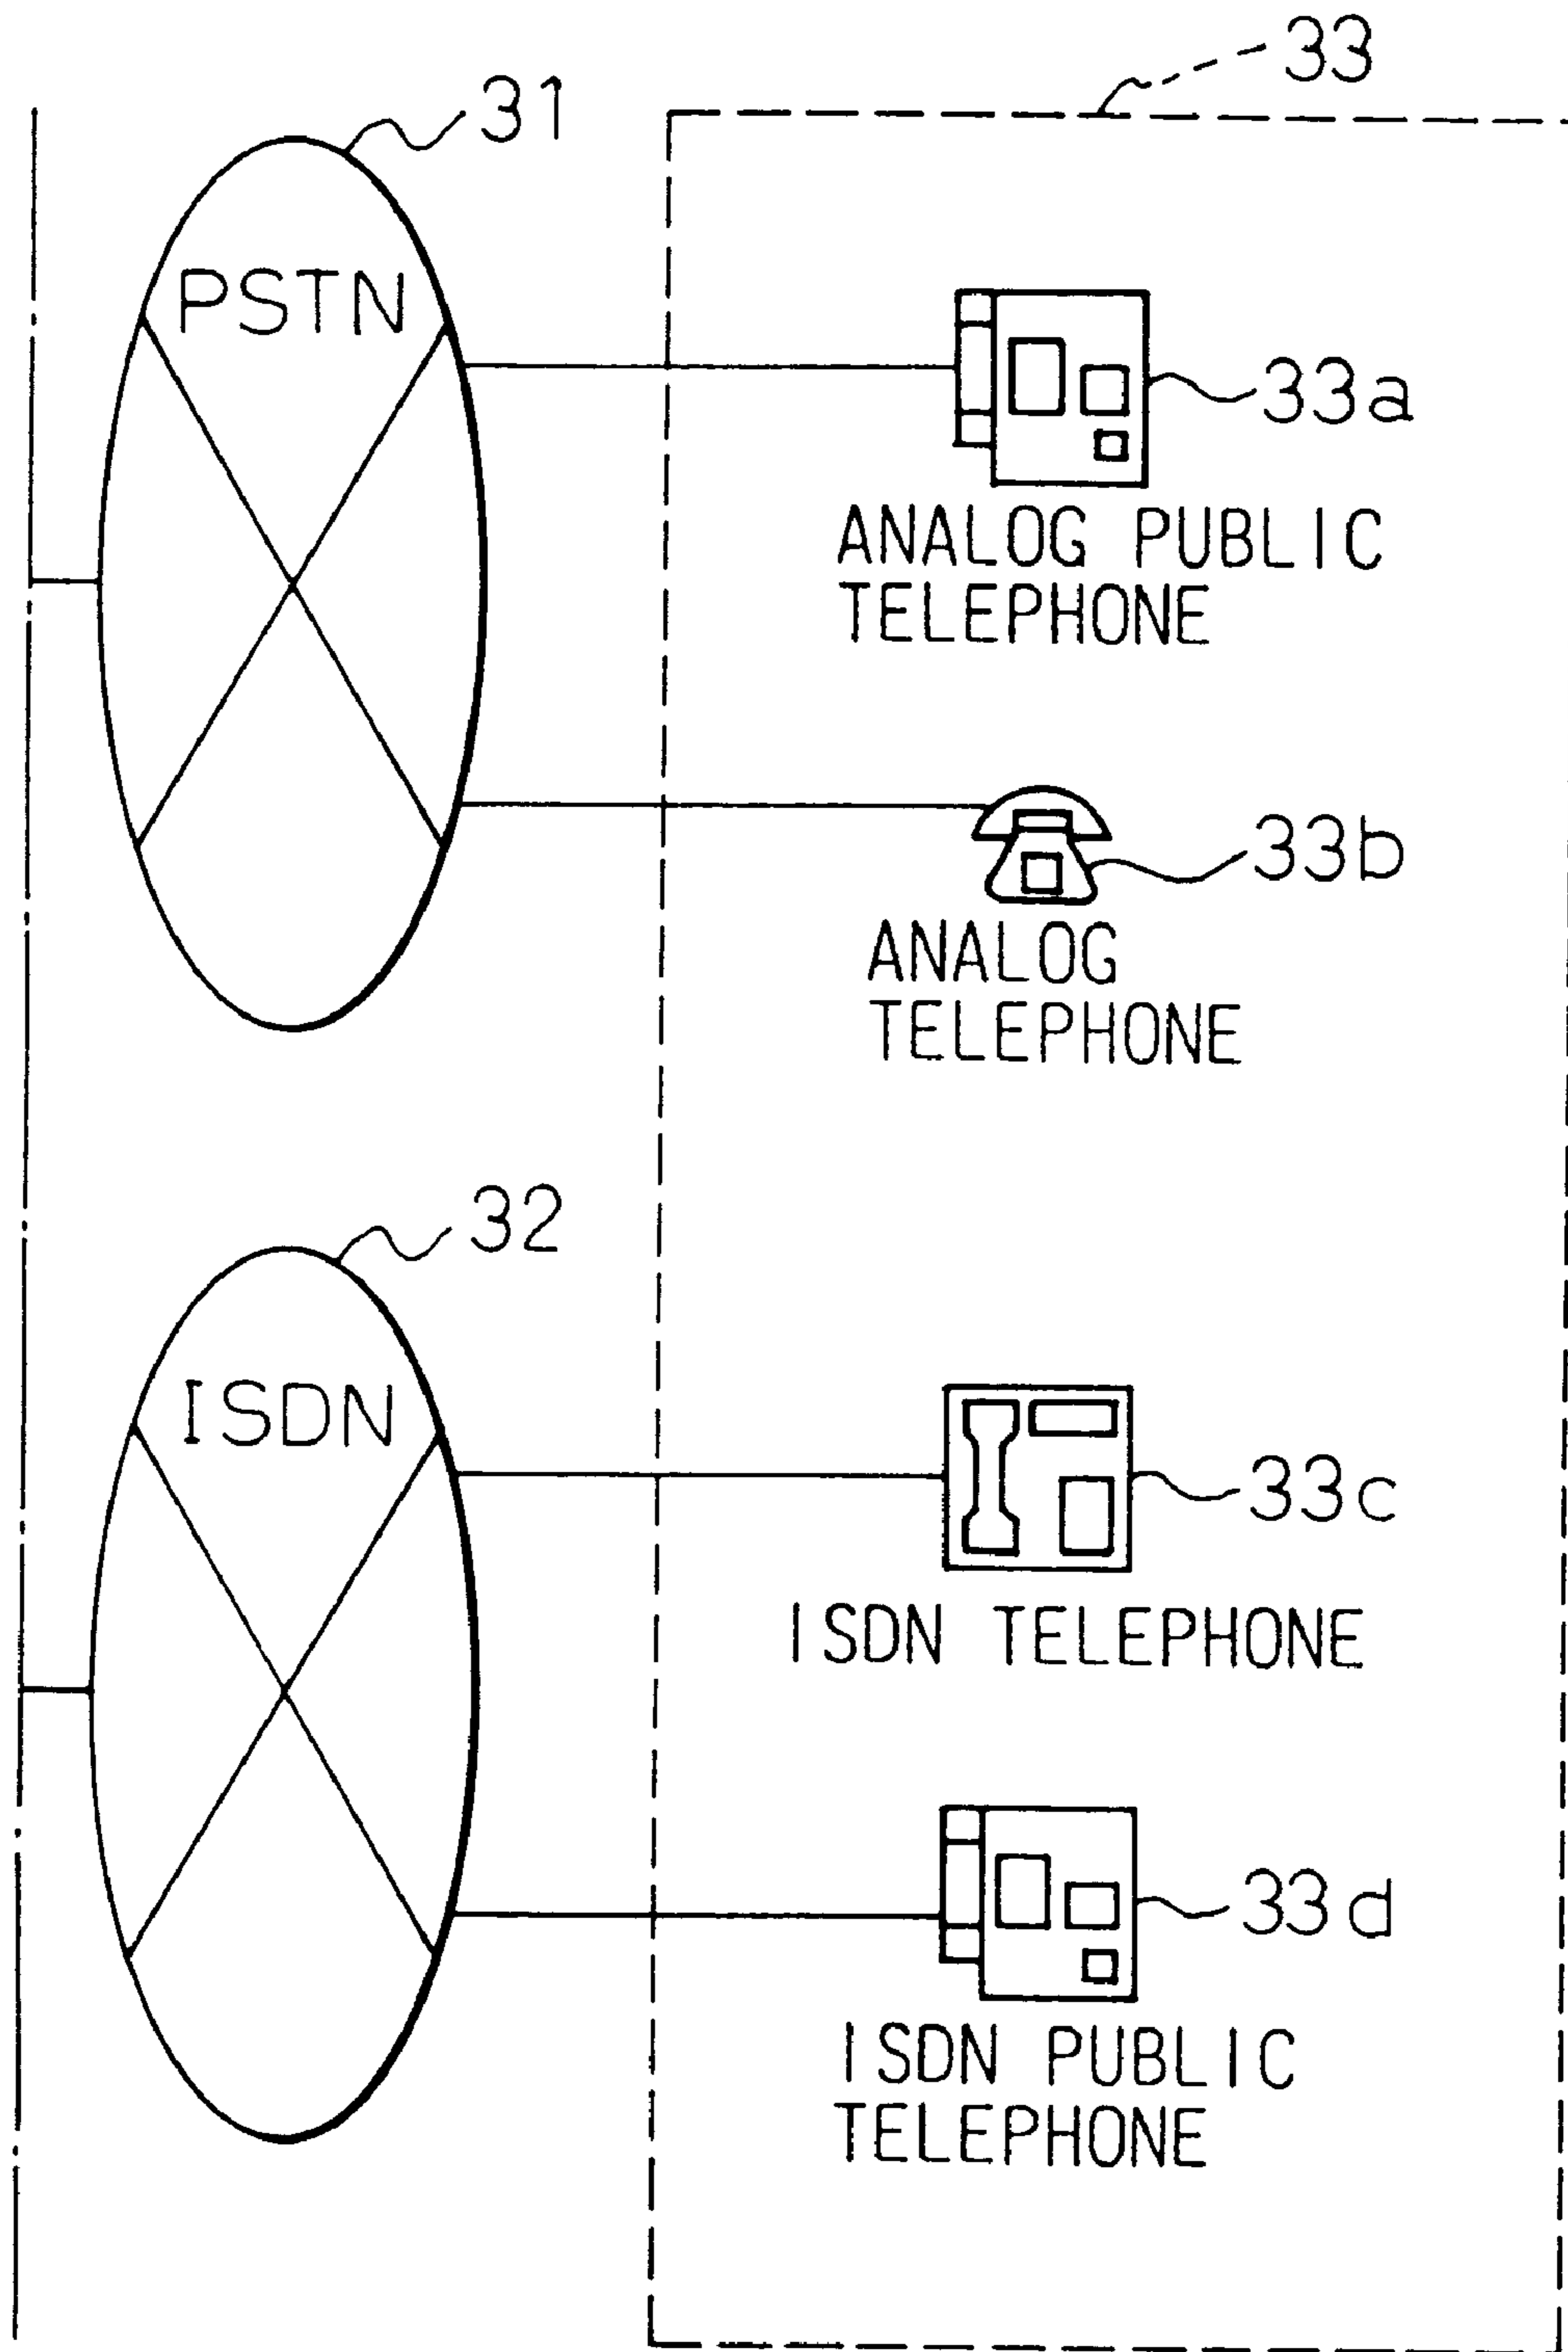 33
31
PSTN
33a
ANALOG PUBLIC
TELEPHONE
33b
ANALOG
TELEPHONE
32
ISDN
33c
ISDN TELEPHONE
33d
ISDN PUBLIC
TELEPHONE